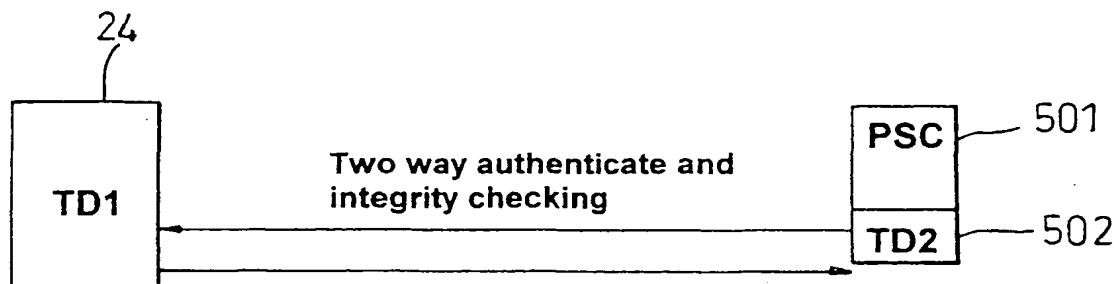 24
PSC
501
Two way authenticate and
integrity checking
TD1
TD2
502